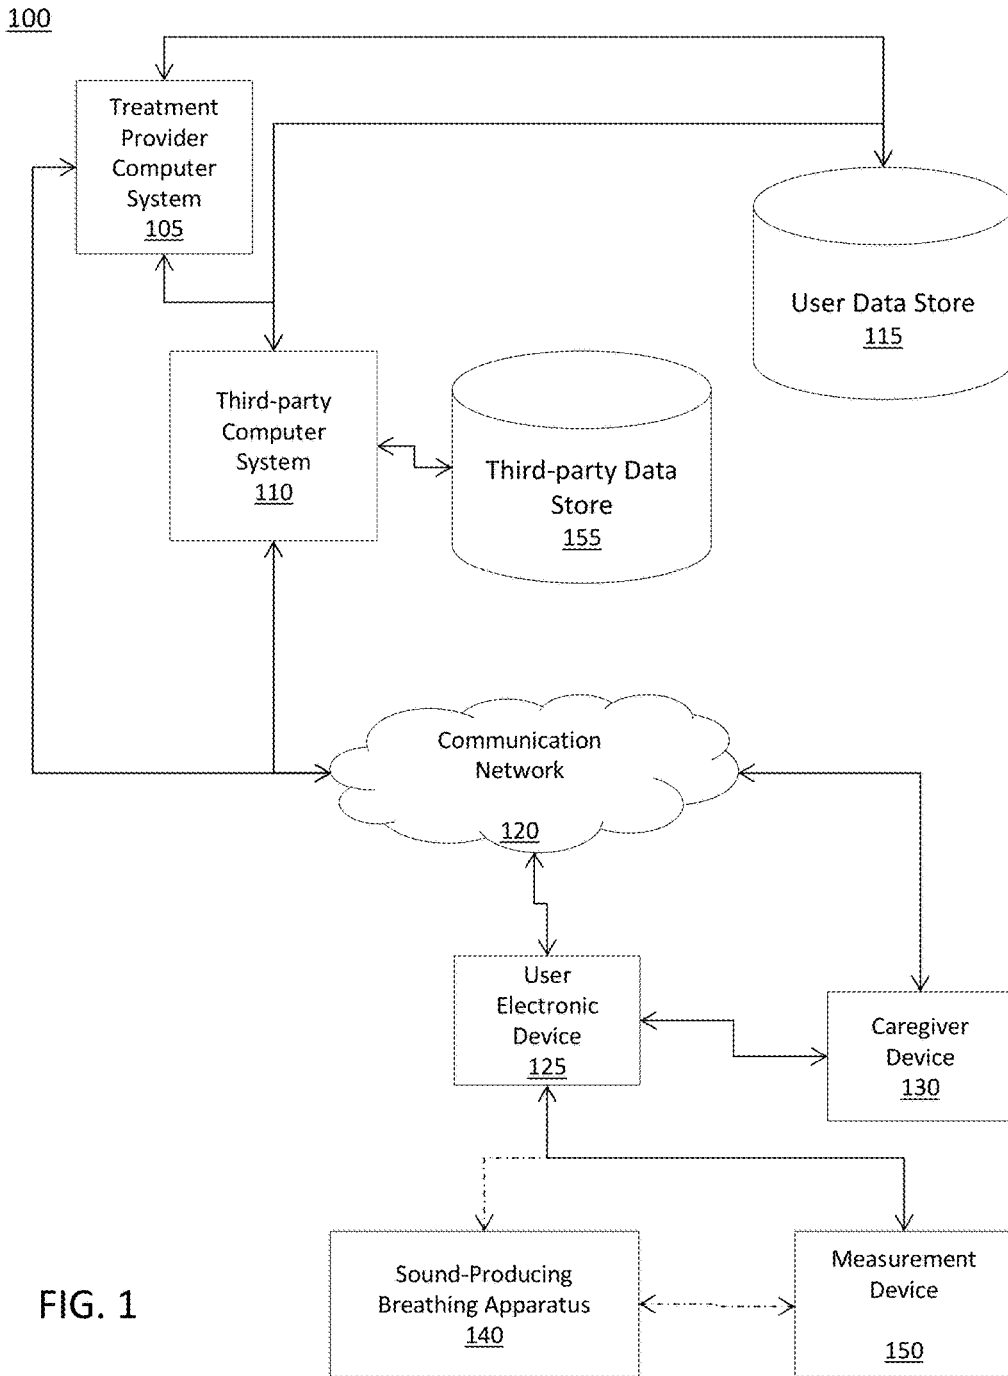 100
Treatment
Provider
Computer
System
105
User Data Store
115
Third-party
Computer
System
110
Third-party Data
Store
155
Communication
Network
120
User
Electronic
Device
125
Caregiver
Device
130
Sound-Producing
Breathing Apparatus
140
Measurement
Device
150
FIG. 1